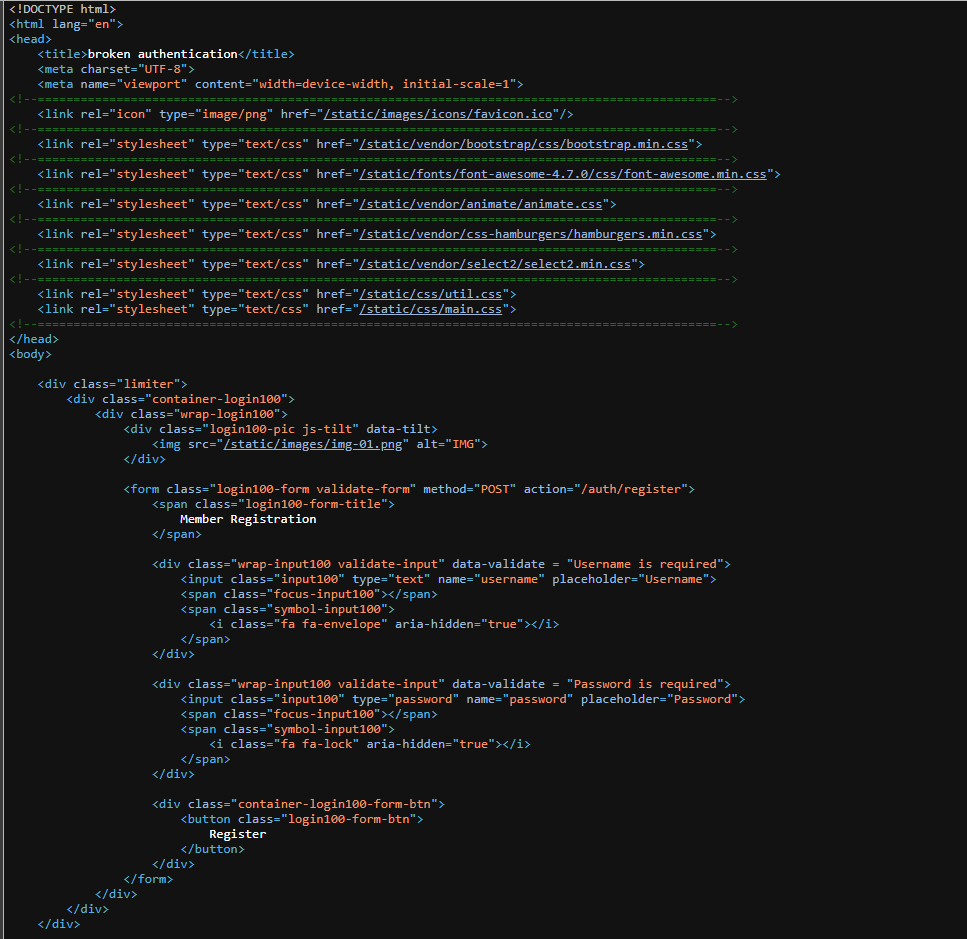 <!DOCTYPE html>
<html lang="en">
<head>
    <title>broken authentication</title>
    <meta charset="UTF-8">
    <meta name="viewport" content="width=device-width, initial-scale=1">
<!--===============================================================================================-->
    <link rel="icon" type="image/png" href="/static/images/icons/favicon.ico"/>
<!--===============================================================================================-->
    <link rel="stylesheet" type="text/css" href="/static/vendor/bootstrap/css/bootstrap.min.css">
<!--===============================================================================================-->
    <link rel="stylesheet" type="text/css" href="/static/fonts/font-awesome-4.7.0/css/font-awesome.min.css">
<!--===============================================================================================-->
    <link rel="stylesheet" type="text/css" href="/static/vendor/animate/animate.css">
<!--===============================================================================================-->
    <link rel="stylesheet" type="text/css" href="/static/vendor/css-hamburgers/hamburgers.min.css">
<!--===============================================================================================-->
    <link rel="stylesheet" type="text/css" href="/static/vendor/select2/select2.min.css">
<!--===============================================================================================-->
    <link rel="stylesheet" type="text/css" href="/static/css/util.css">
    <link rel="stylesheet" type="text/css" href="/static/css/main.css">
<!--===============================================================================================-->
</head>
<body>

    <div class="limiter">
        <div class="container-login100">
            <div class="wrap-login100">
                <div class="login100-pic js-tilt" data-tilt>
                    <img src="/static/images/img-01.png" alt="IMG">
                </div>

                <form class="login100-form validate-form" method="POST" action="/auth/register">
                    <span class="login100-form-title">
                        Member Registration
                    </span>

                    <div class="wrap-input100 validate-input" data-validate = "Username is required">
                        <input class="input100" type="text" name="username" placeholder="Username">
                        <span class="focus-input100"></span>
                        <span class="symbol-input100">
                            <i class="fa fa-envelope" aria-hidden="true"></i>
                        </span>
                    </div>

                    <div class="wrap-input100 validate-input" data-validate = "Password is required">
                        <input class="input100" type="password" name="password" placeholder="Password">
                        <span class="focus-input100"></span>
                        <span class="symbol-input100">
                            <i class="fa fa-lock" aria-hidden="true"></i>
                        </span>
                    </div>

                    <div class="container-login100-form-btn">
                        <button class="login100-form-btn">
                            Register
                        </button>
                    </div>
                </form>
            </div>
        </div>
    </div>